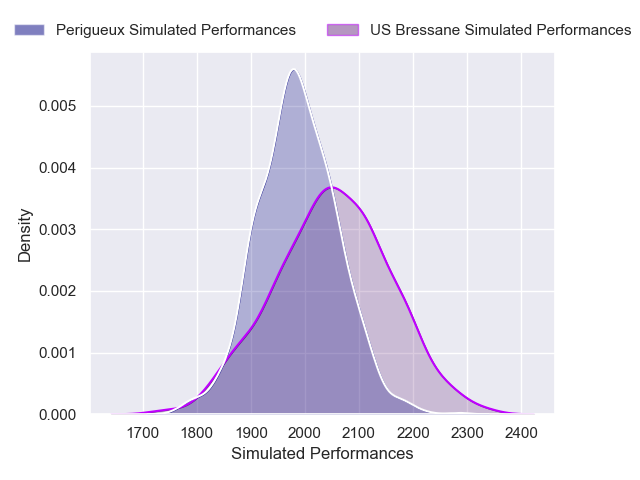 Perigueux Simulated Performances
US Bressane Simulated Performances
0.005
0.004
0.003
0.002
0.001
0.000
Density
1700 1800 1900 2000 2100 2200 2300 2400
Simulated Performances